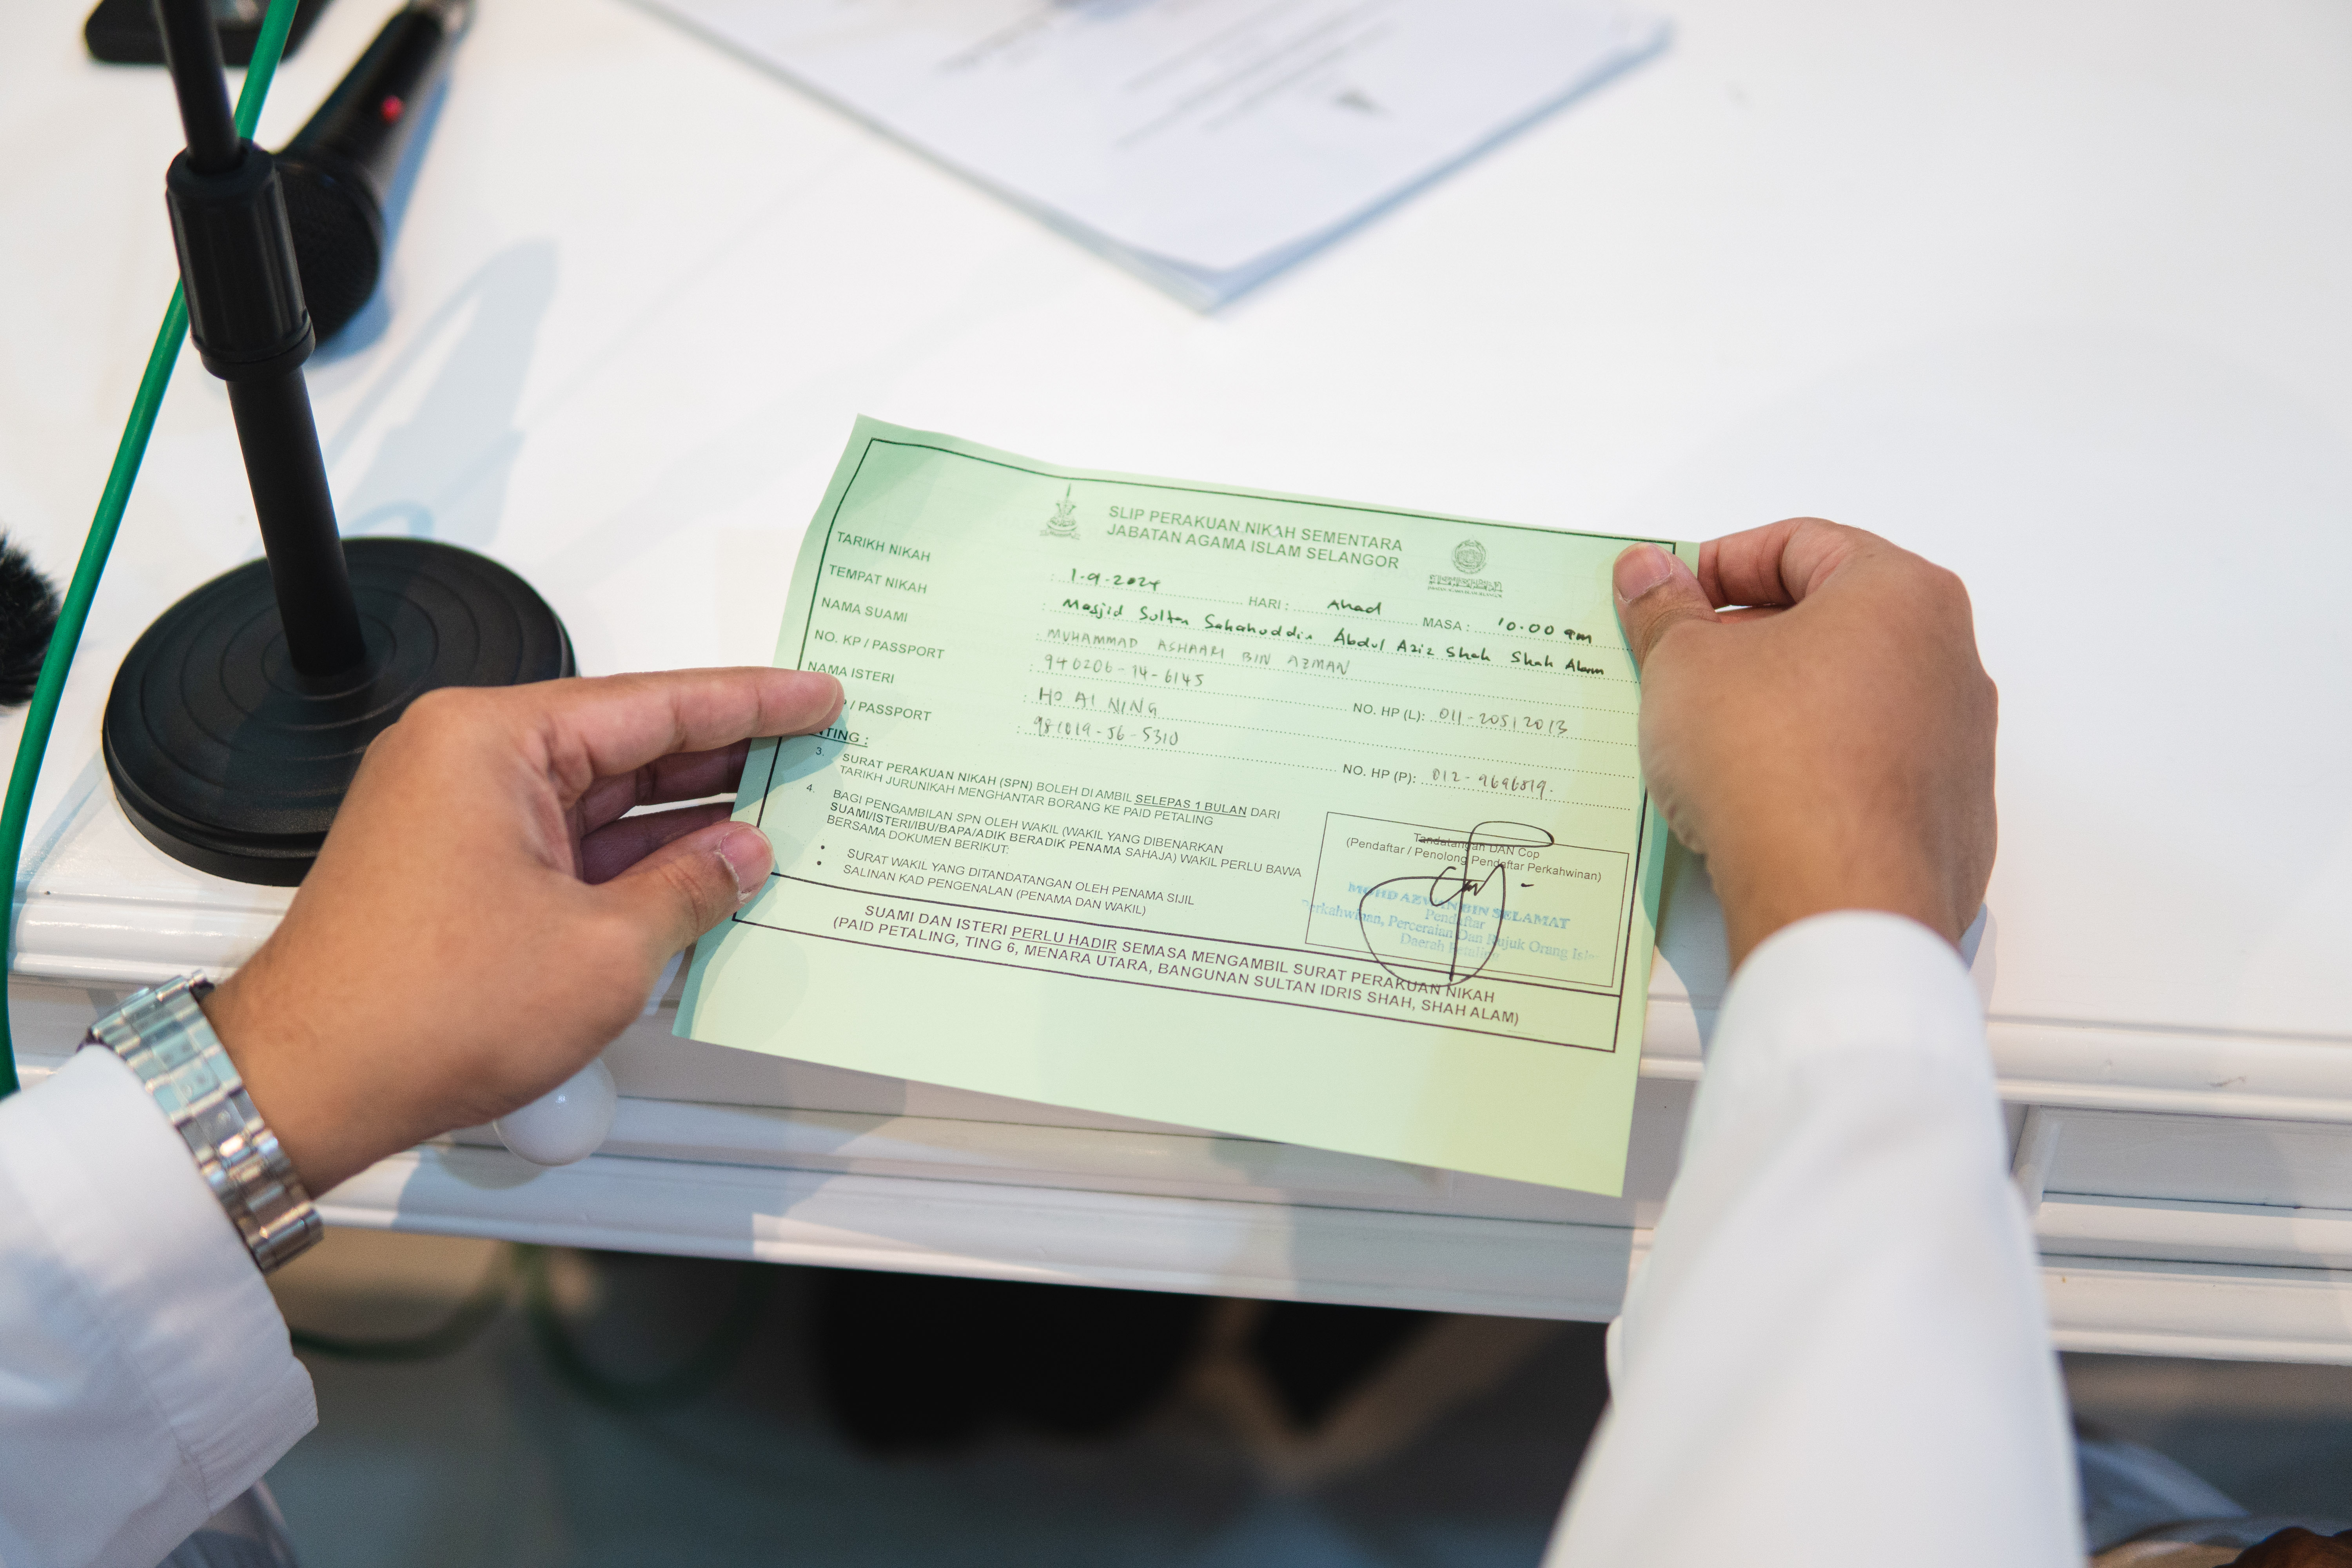 SLIP PERAKUAN NIKAH SEMENTARA
JABATAN AGAMA ISLAM SELANGOR
TARIKH NIKAH : 1-9-2024 HARI : Ahad MASA : 10.00 am
TEMPAT NIKAH : Masjid Sultan Salahuddin Abdul Aziz Shah Shah Alam
NAMA SUAMI : MUHAMMAD ASHAARI BIN AZMAN
NO. KP / PASSPORT : 940206-14-6145 NO. HP (L): 011-20512013
NAMA ISTERI : HO AI NING
/ PASSPORT : 981019-56-5310 NO. HP (P): 012-9696819.
TING :
3. SURAT PERAKUAN NIKAH (SPN) BOLEH DI AMBIL SELEPAS 1 BULAN DARI
TARIKH JURUNIKAH MENGHANTAR BORANG KE PAID PETALING
4. BAGI PENGAMBILAN SPN OLEH WAKIL (WAKIL YANG DIBENARKAN
SUAMI/ISTERI/IBU/BAPA/ADIK BERADIK PENAMA SAHAJA) WAKIL PERLU BAWA
BERSAMA DOKUMEN BERIKUT:
• SURAT WAKIL YANG DITANDATANGAN OLEH PENAMA SIJIL
• SALINAN KAD PENGENALAN (PENAMA DAN WAKIL)
Tandatangan DAN Cop
(Pendaftar / Penolong Pendaftar Perkahwinan)
MOHD AZWAN BIN SELAMAT
Pendaftar
Perkahwinan, Perceraian Dan Rujuk Orang Isla
Daerah Petaling
SUAMI DAN ISTERI PERLU HADIR SEMASA MENGAMBIL SURAT PERAKUAN NIKAH
(PAID PETALING, TING 6, MENARA UTARA, BANGUNAN SULTAN IDRIS SHAH, SHAH ALAM)